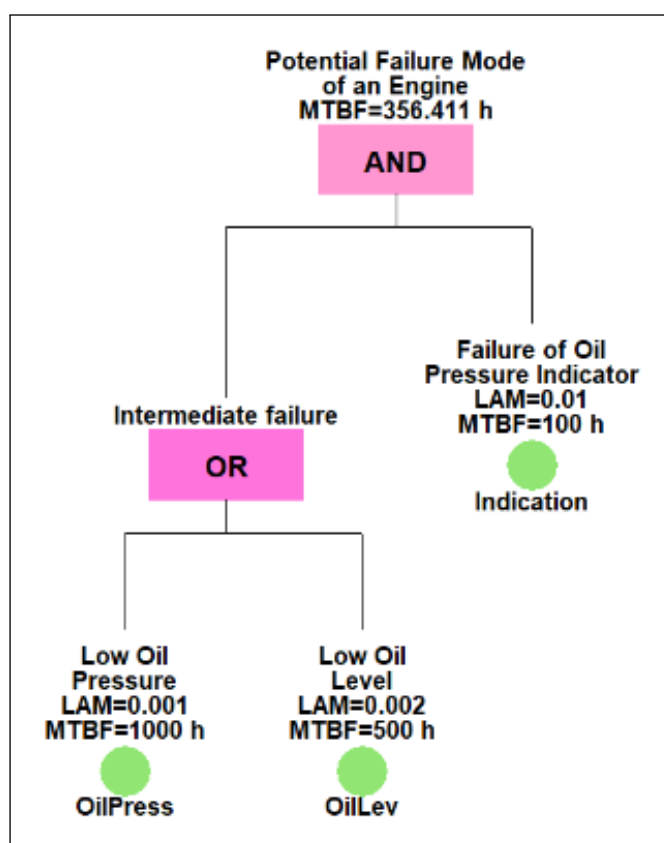 Potential Failure Mode
of an Engine
MTBF=356.411 h
AND
Failure of Oil
Pressure Indicator
LAM=0.01
MTBF=100 h
Indication
Intermediate failure
OR
Low Oil
Pressure
LAM=0.001
MTBF=1000 h
OilPress
Low Oil
Level
LAM=0.002
MTBF=500 h
OilLev